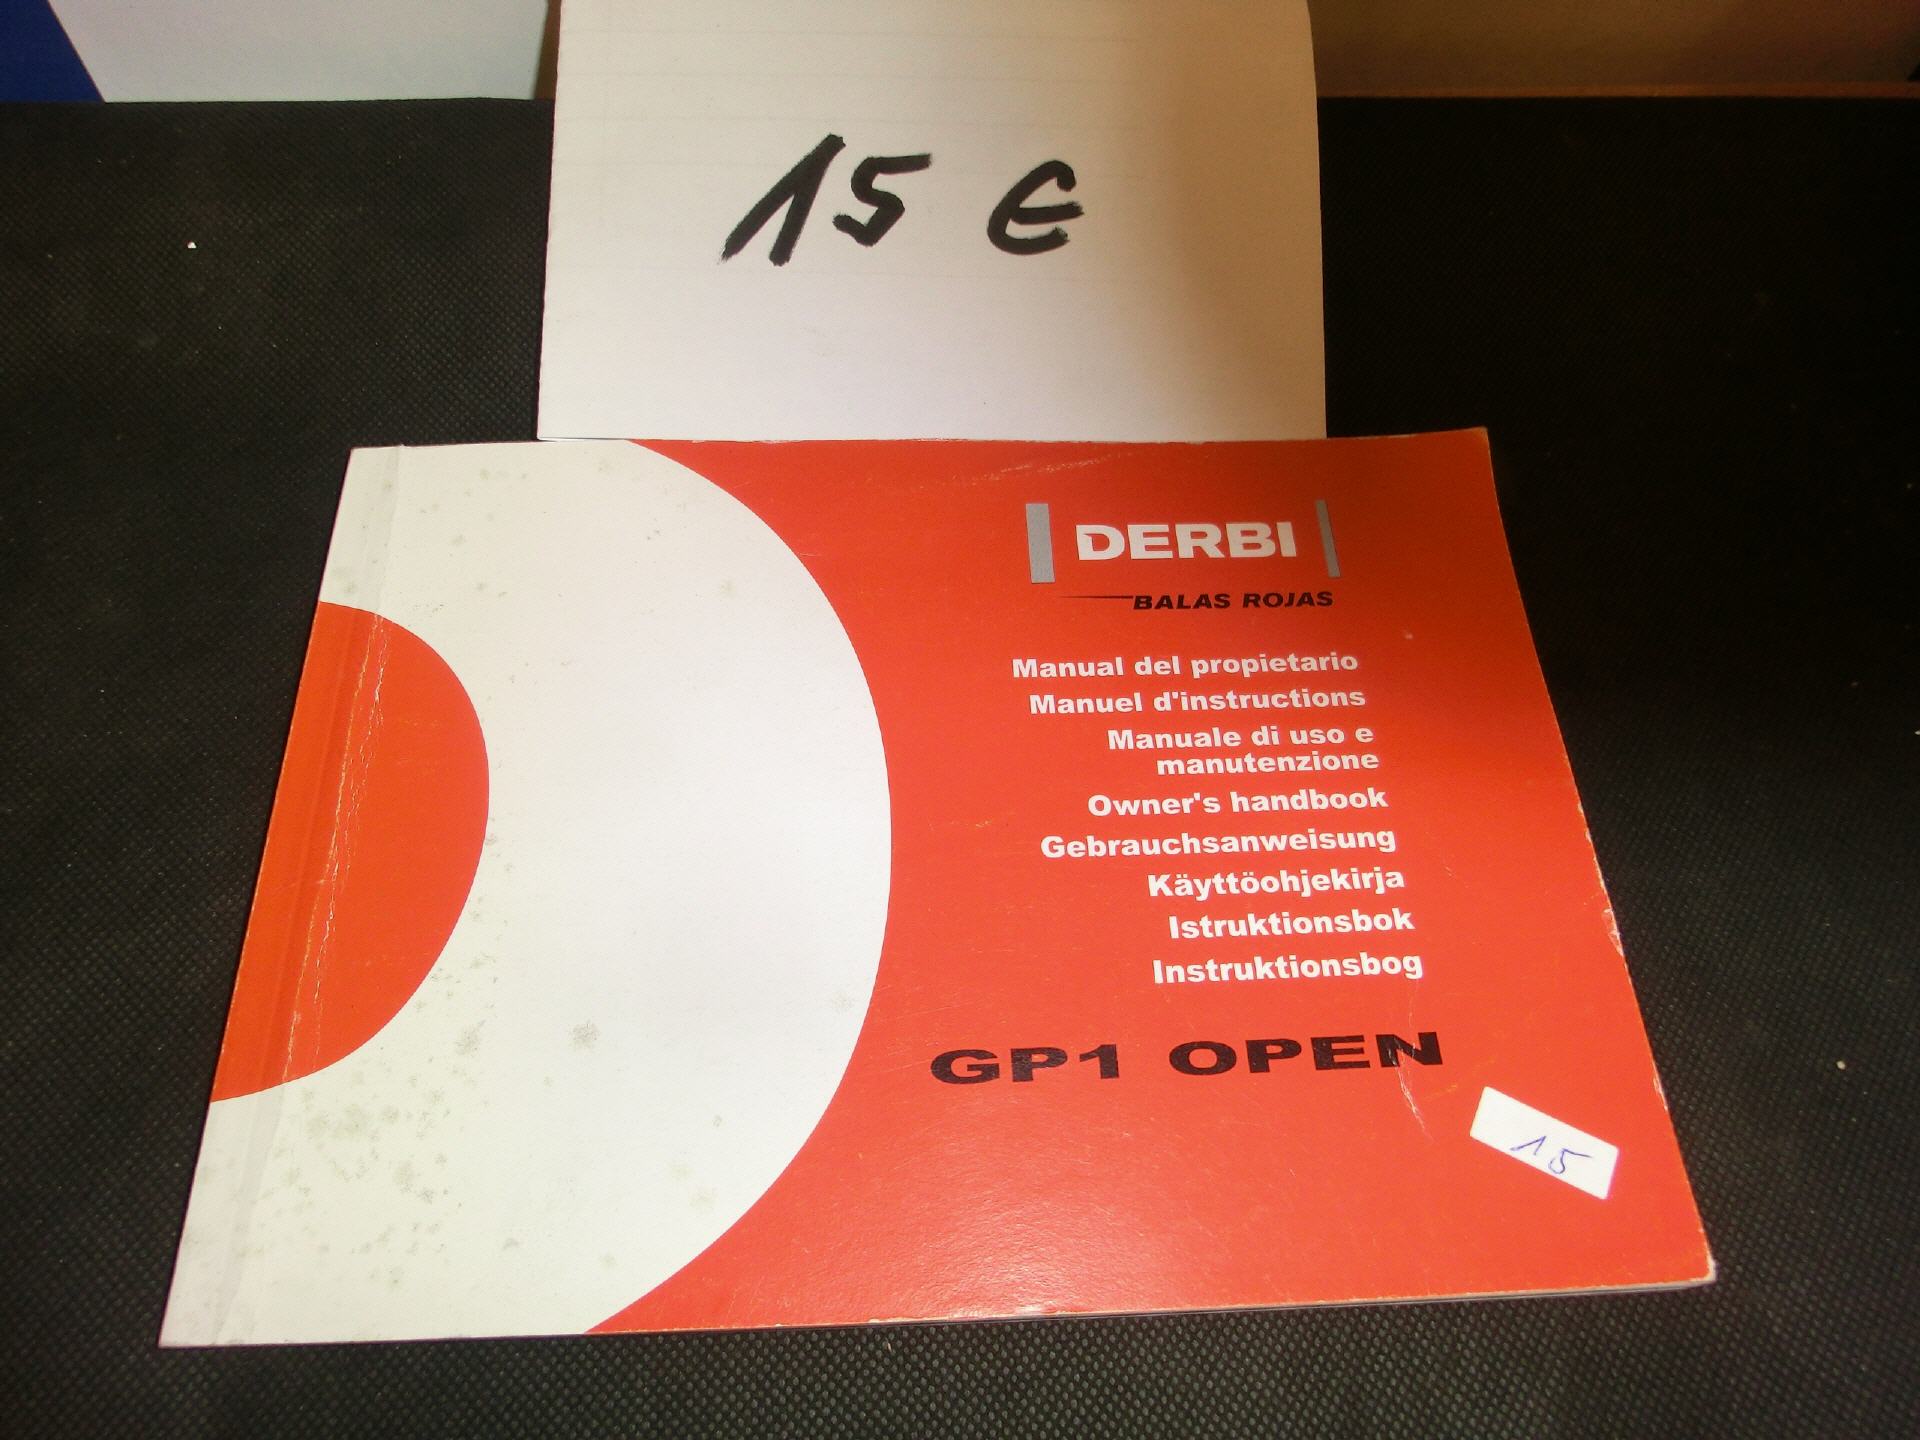 15 €
DERBI
BALAS ROJAS
Manual del propietario
Manuel d'instructions
Manuale di uso e
manutenzione
Owner's handbook
Gebrauchsanweisung
Käyttöohjekirja
Istruktionsbok
Instruktionsbog
GP1 OPEN
15